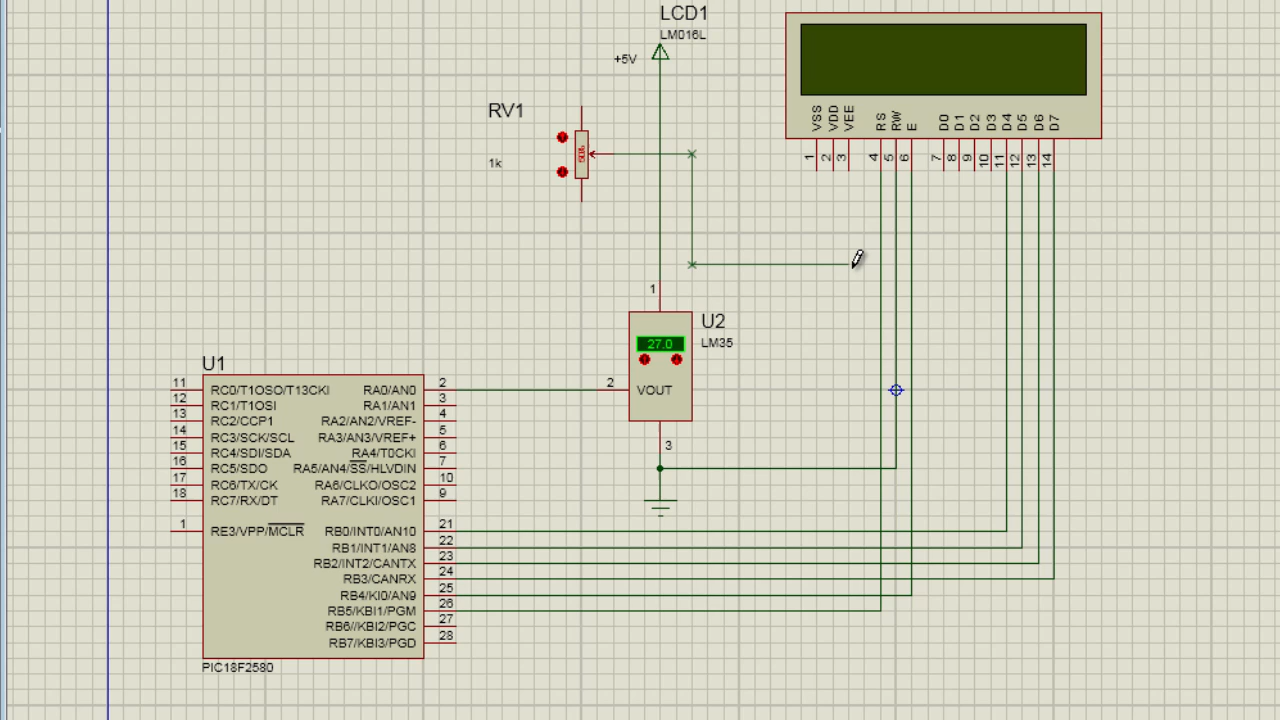 LCD1
LM016L
+5V
RV1
1k
50%
VSS
VDD
VEE
RS
RW
E
D0
D1
D2
D3
D4
D5
D6
D7
1
2
3
4
5
6
7
8
9
10
11
12
13
14
1
U2
LM35
27.0
2
VOUT
3
U1
11 RC0/T1OSO/T13CKI RA0/AN0 2
12 RC1/T1OSI RA1/AN1 3
13 RC2/CCP1 RA2/AN2/VREF- 4
14 RC3/SCK/SCL RA3/AN3/VREF+ 5
15 RC4/SDI/SDA RA4/T0CKI 6
16 RC5/SDO RA5/AN4/SS/HLVDIN 7
17 RC6/TX/CK RA6/CLKO/OSC2 10
18 RC7/RX/DT RA7/CLKI/OSC1 9
1 RE3/VPP/MCLR RB0/INT0/AN10 21
RB1/INT1/AN8 22
RB2/INT2/CANTX 23
RB3/CANRX 24
RB4/KI0/AN9 25
RB5/KBI1/PGM 26
RB6//KBI2/PGC 27
RB7/KBI3/PGD 28
PIC18F2580